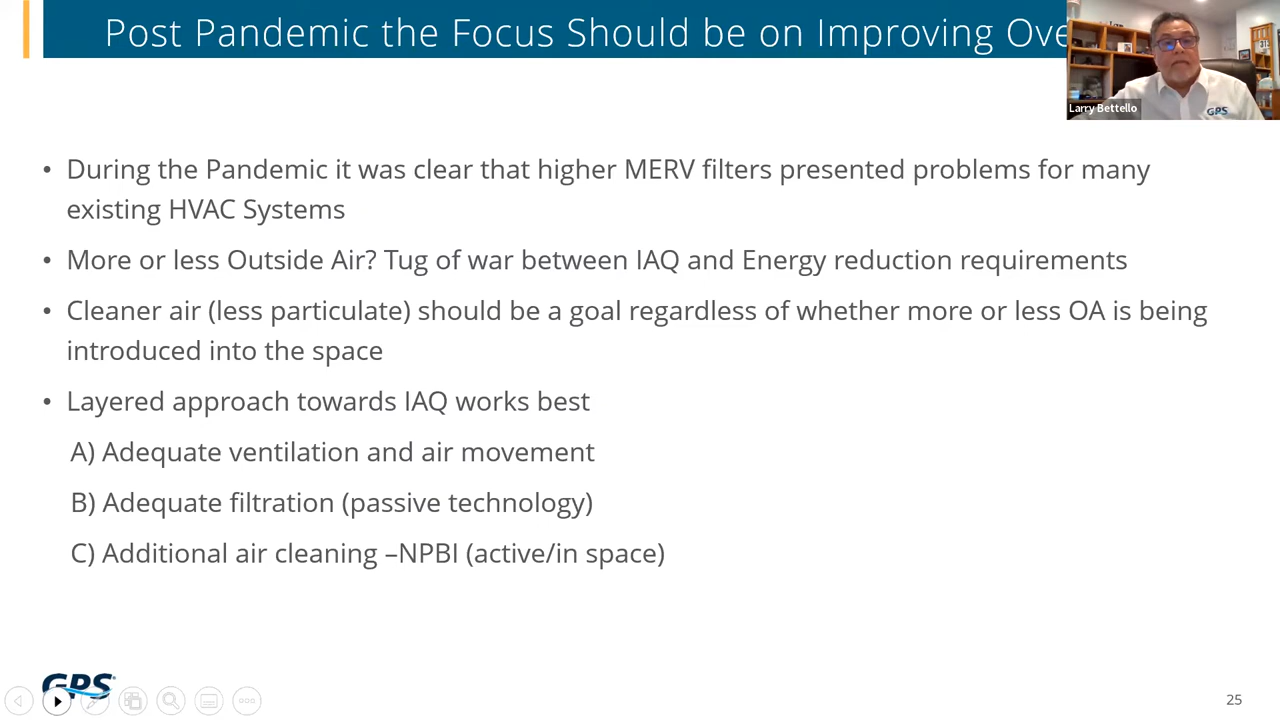 Post Pandemic the Focus Should be on Improving
Larry Bettello
GPS
• During the Pandemic it was clear that higher MERV filters presented problems for many
existing HVAC Systems
• More or less Outside Air? Tug of war between IAQ and Energy reduction requirements
• Cleaner air (less particulate) should be a goal regardless of whether more or less OA is being
introduced into the space
• Layered approach towards IAQ works best
A) Adequate ventilation and air movement
B) Adequate filtration (passive technology)
C) Additional air cleaning –NPBI (active/in space)
GPS
25